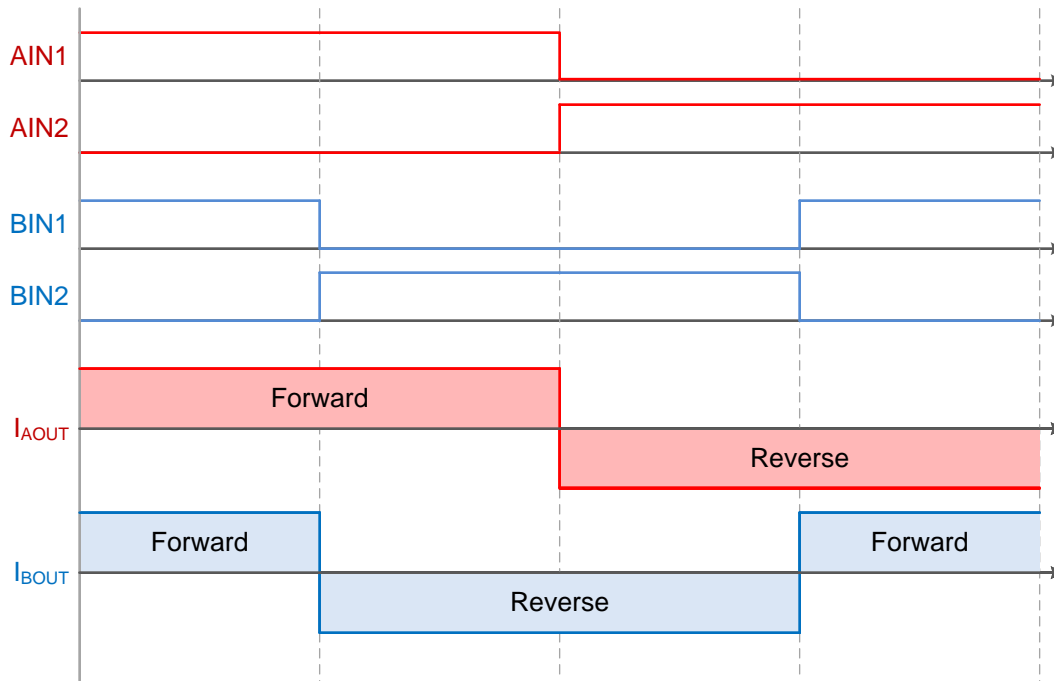 AIN1
AIN2
BIN1
BIN2
Forward
IAOUT
Reverse
Forward
Forward
IBOUT
Reverse